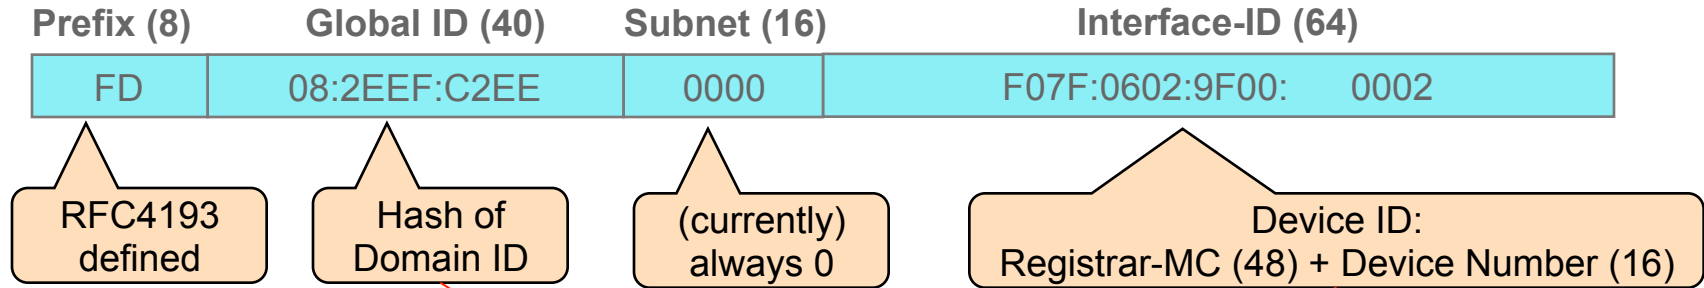 Prefix (8) Global ID (40) Subnet (16) Interface-ID (64)
FD 08:2EEF:C2EE 0000 F07F:0602:9F00: 0002
RFC4193
defined
Hash of
Domain ID
(currently)
always 0
Device ID:
Registrar-MC (48) + Device Number (16)